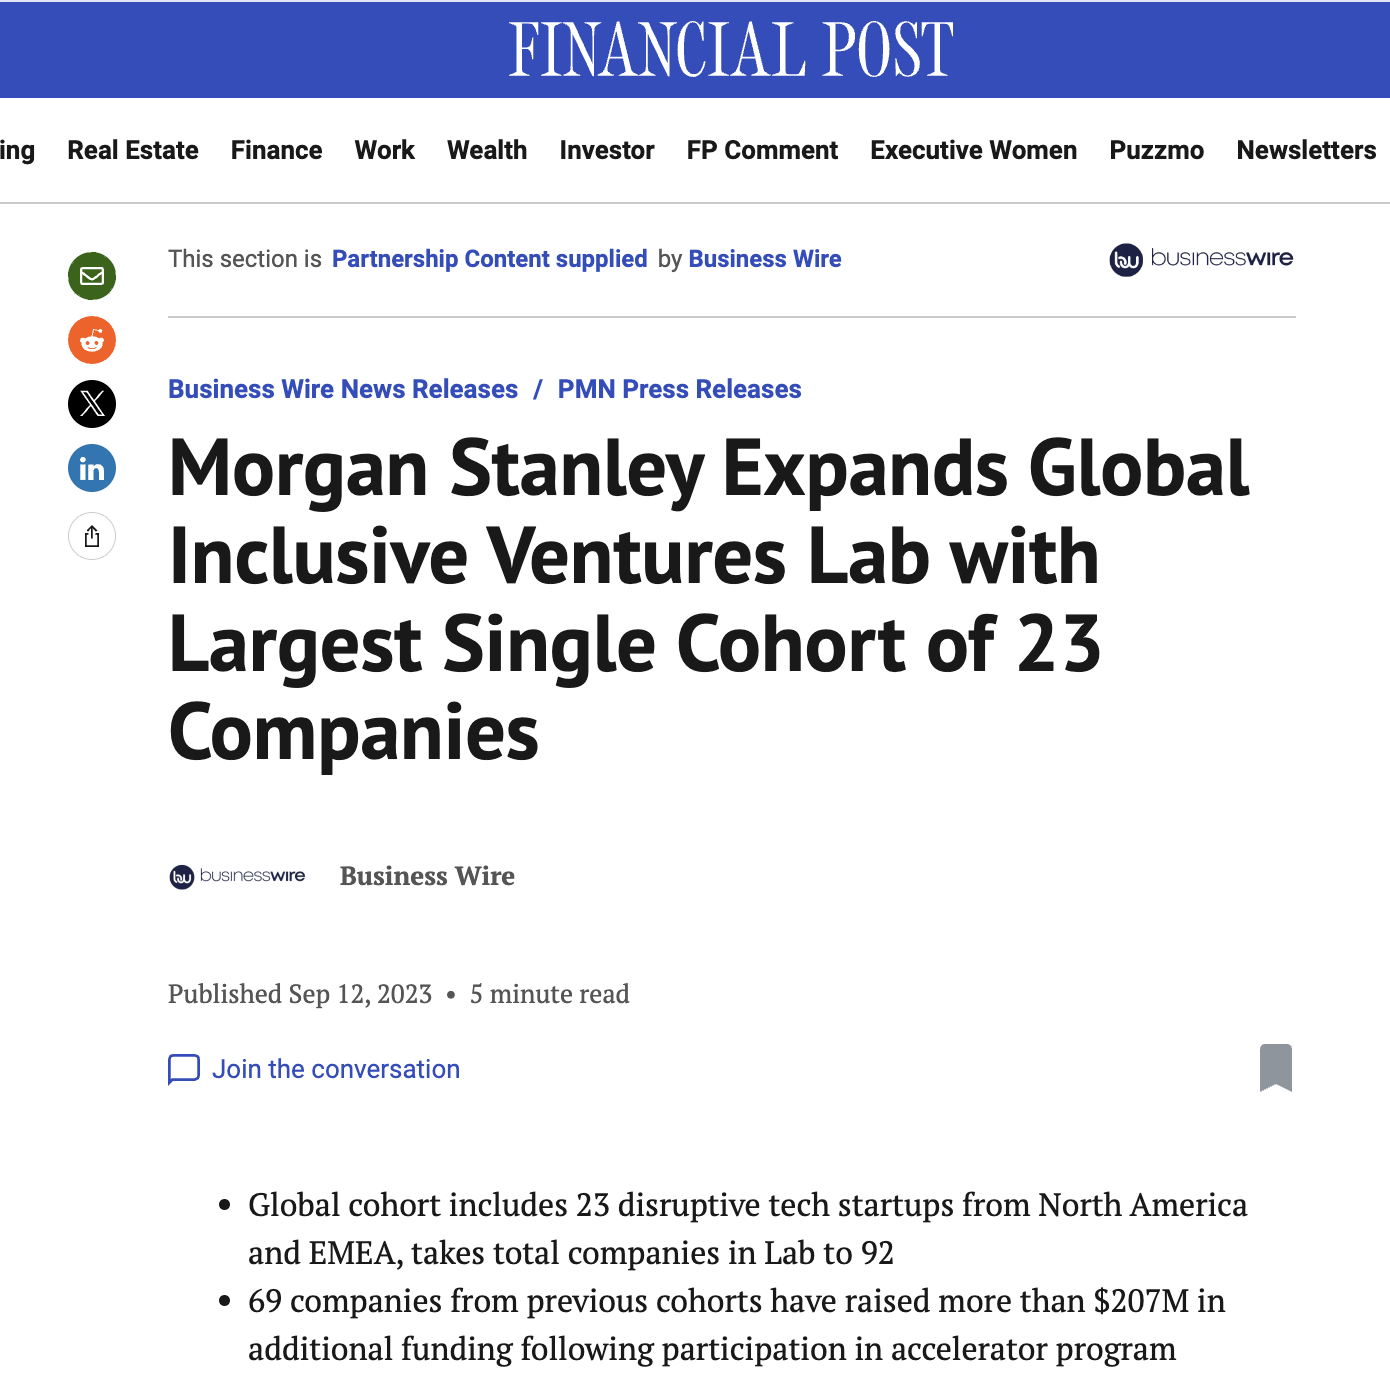 FINANCIAL POST
ing Real Estate Finance Work Wealth Investor FP Comment Executive Women Puzzmo Newsletters
This section is Partnership Content supplied by Business Wire
bw businesswire
Business Wire News Releases / PMN Press Releases
Morgan Stanley Expands Global
Inclusive Ventures Lab with
Largest Single Cohort of 23
Companies
bw businesswire Business Wire
Published Sep 12, 2023 • 5 minute read
Join the conversation
• Global cohort includes 23 disruptive tech startups from North America
and EMEA, takes total companies in Lab to 92
• 69 companies from previous cohorts have raised more than $207M in
additional funding following participation in accelerator program